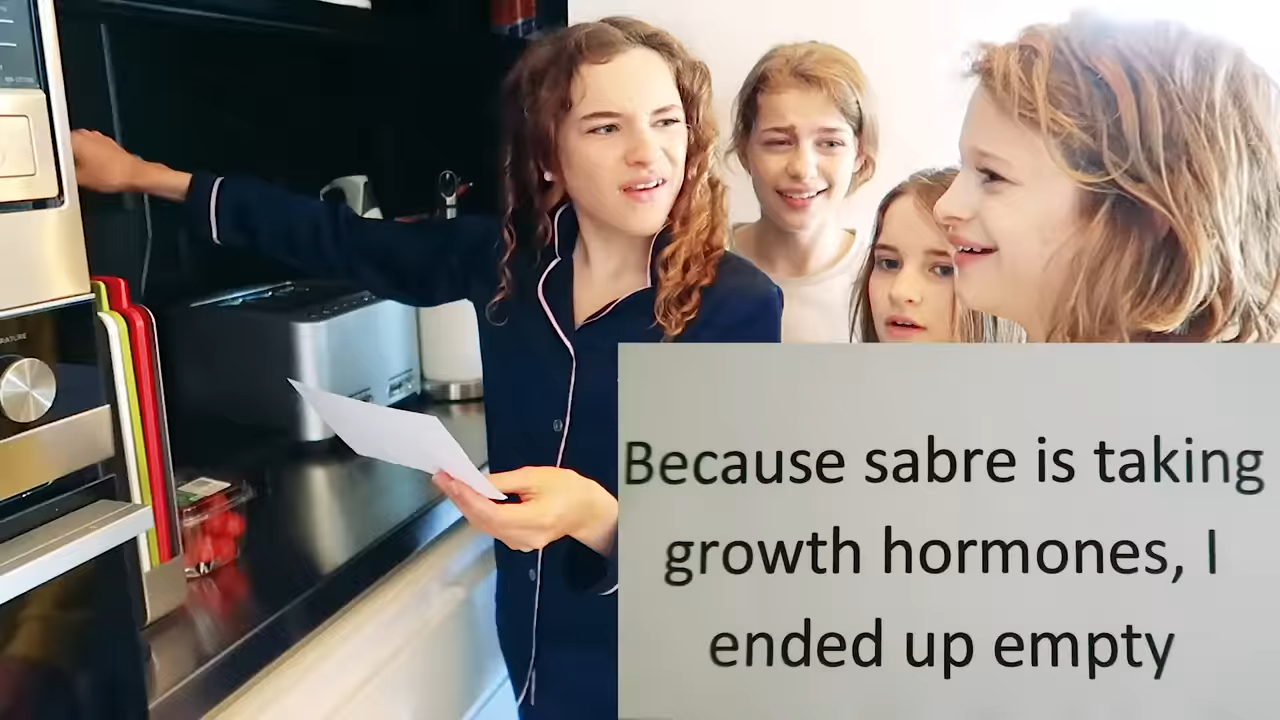 Because sabre is taking
growth hormones, I
ended up empty